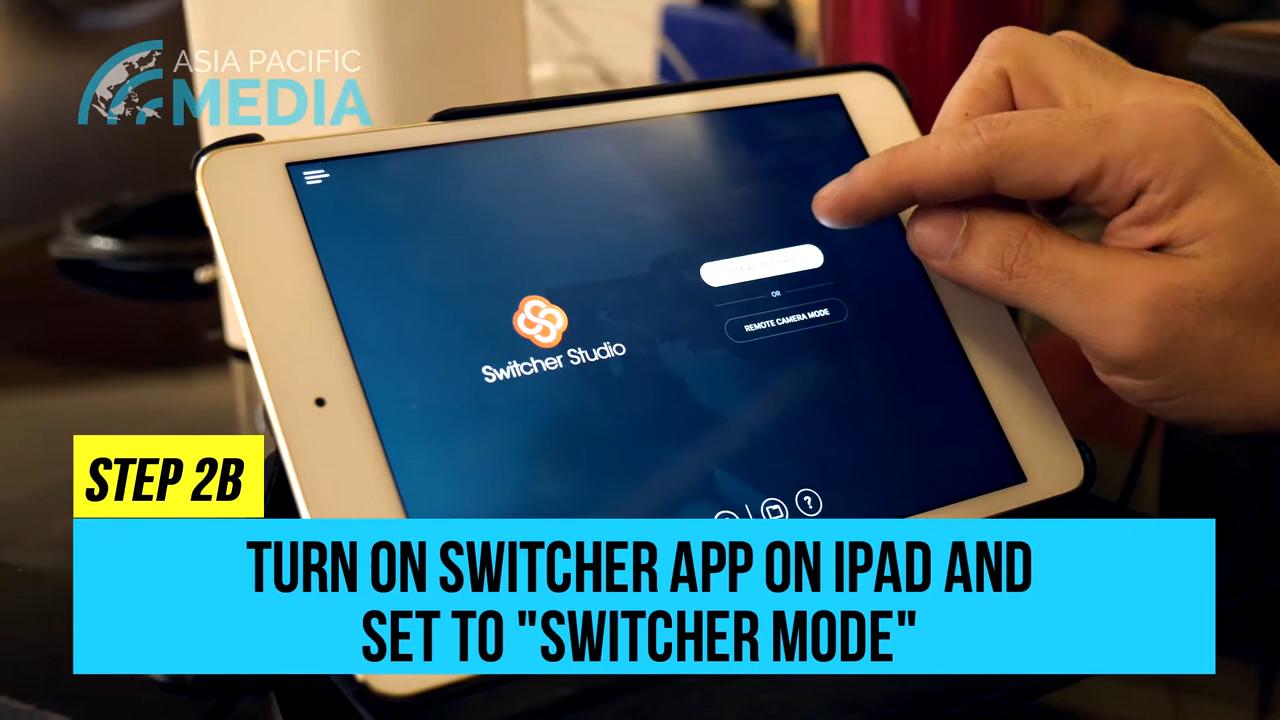 ASIA PACIFIC
MEDIA
OR
REMOTE CAMERA MODE
Switcher Studio
?
STEP 2B
TURN ON SWITCHER APP ON IPAD AND
SET TO "SWITCHER MODE"